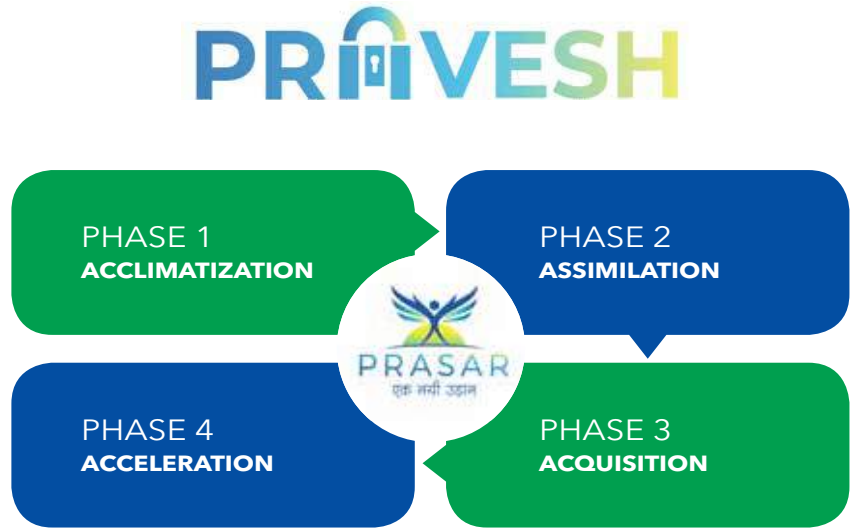 PRAVESH
PHASE 1
ACCLIMATIZATION
PHASE 2
ASSIMILATION
PRASAR
एक नयी उड़ान
PHASE 4
ACCELERATION
PHASE 3
ACQUISITION